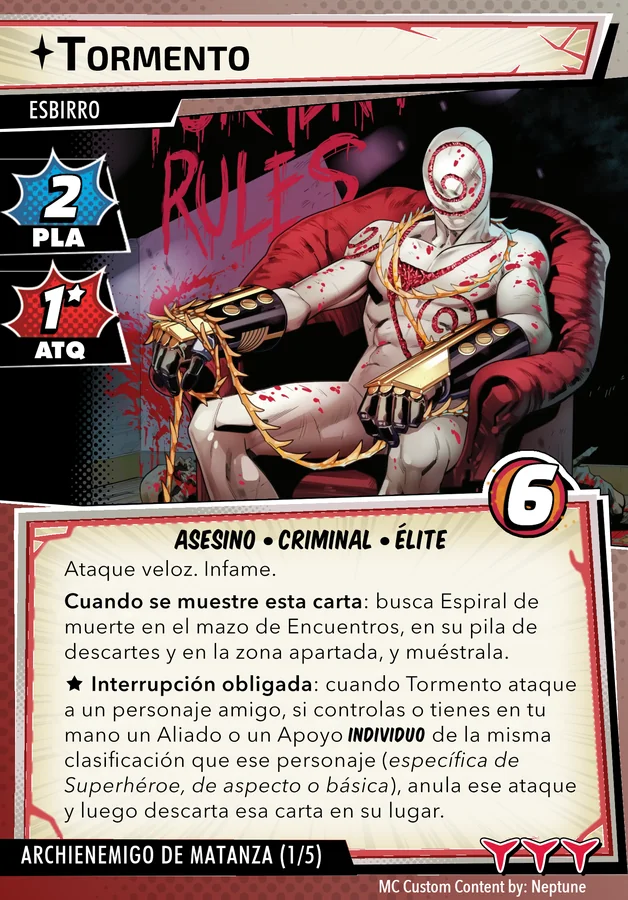 TORMENTO
ESBIRRO
RULES
2
PLA
1★
ATQ
6
ASESINO • CRIMINAL • ÉLITE
Ataque veloz. Infame.
Cuando se muestre esta carta: busca Espiral de
muerte en el mazo de Encuentros, en su pila de
descartes y en la zona apartada, y muéstrala.
★ Interrupción obligada: cuando Tormento ataque
a un personaje amigo, si controlas o tienes en tu
mano un Aliado o un Apoyo INDIVIDUO de la misma
clasificación que ese personaje (específica de
Superhéroe, de aspecto o básica), anula ese ataque
y luego descarta esa carta en su lugar.
ARCHIENEMIGO DE MATANZA (1/5)
MC Custom Content by: Neptune